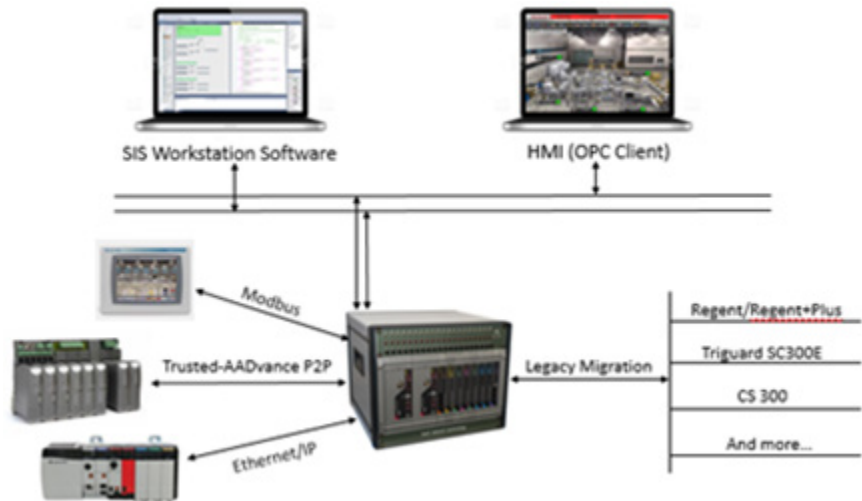 SIS Workstation Software
HMI (OPC Client)
Modbus
Trusted-AADvance P2P
Ethernet/IP
Legacy Migration
Regent/Regent+Plus
Triguard SC300E
CS 300
And more...